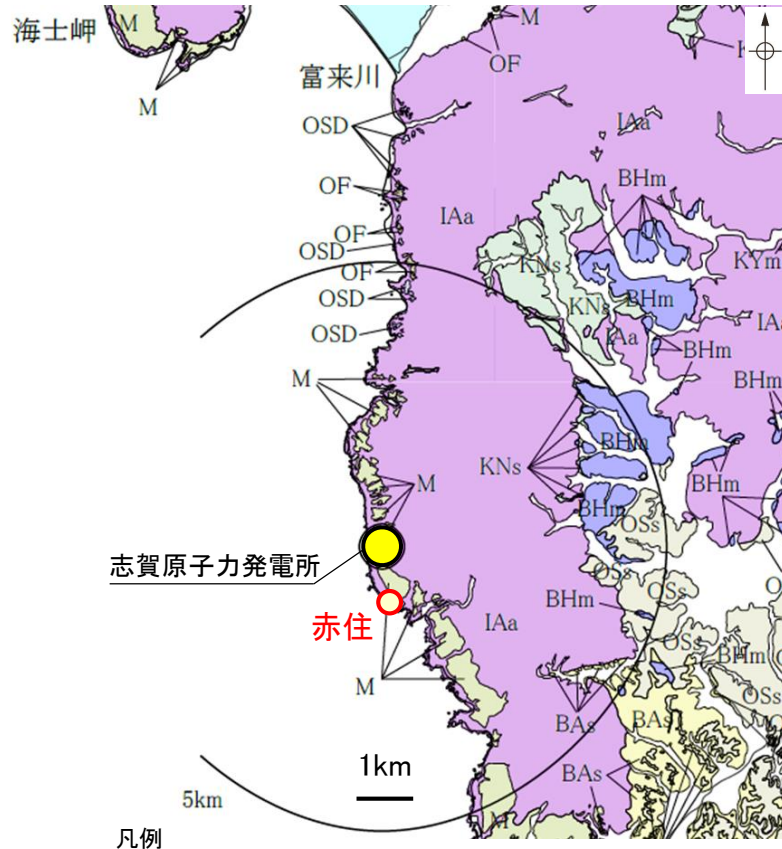 海士岬
M
M
M
OF
富来川
OSD
IAa
BHm
OF
IAa
OF
OSD
OF
KNs
KYm
OSD
KNs
BHm
OSD
IAa
BHm
M
BHm
BHm
KNs
M
BHm
BHm
OSs
志賀原子力発電所
OSs
BHm
赤住
IAa
OSs
BHm
M
OSs
BAs
BAs
1km
BAs
5km
M
凡例